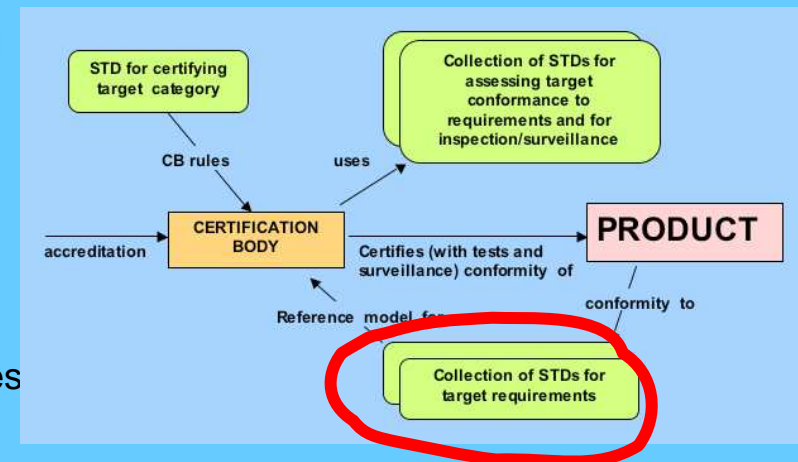 STD for certifying
target category
Collection of STDs for
assessing target
conformance to
requirements and for
inspection/surveillance
CB rules
uses
accreditation
CERTIFICATION
BODY
Certifies (with tests and
surveillance) conformity of
PRODUCT
Reference model for
conformity to
es
Collection of STDs for
target requirements